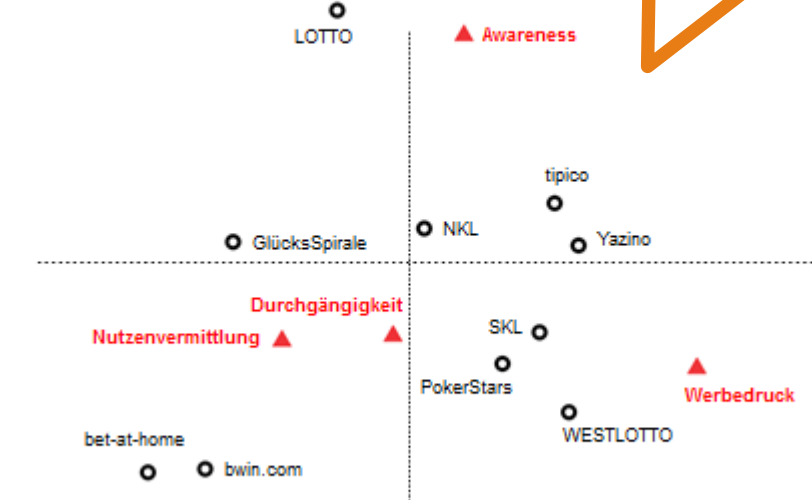 LOTTO
Awareness
tipico
NKL
Yazino
GlücksSpirale
Durchgängigkeit
Nutzenvermittlung
SKL
PokerStars
Werbedruck
WESTLOTTO
bet-at-home
bwin.com